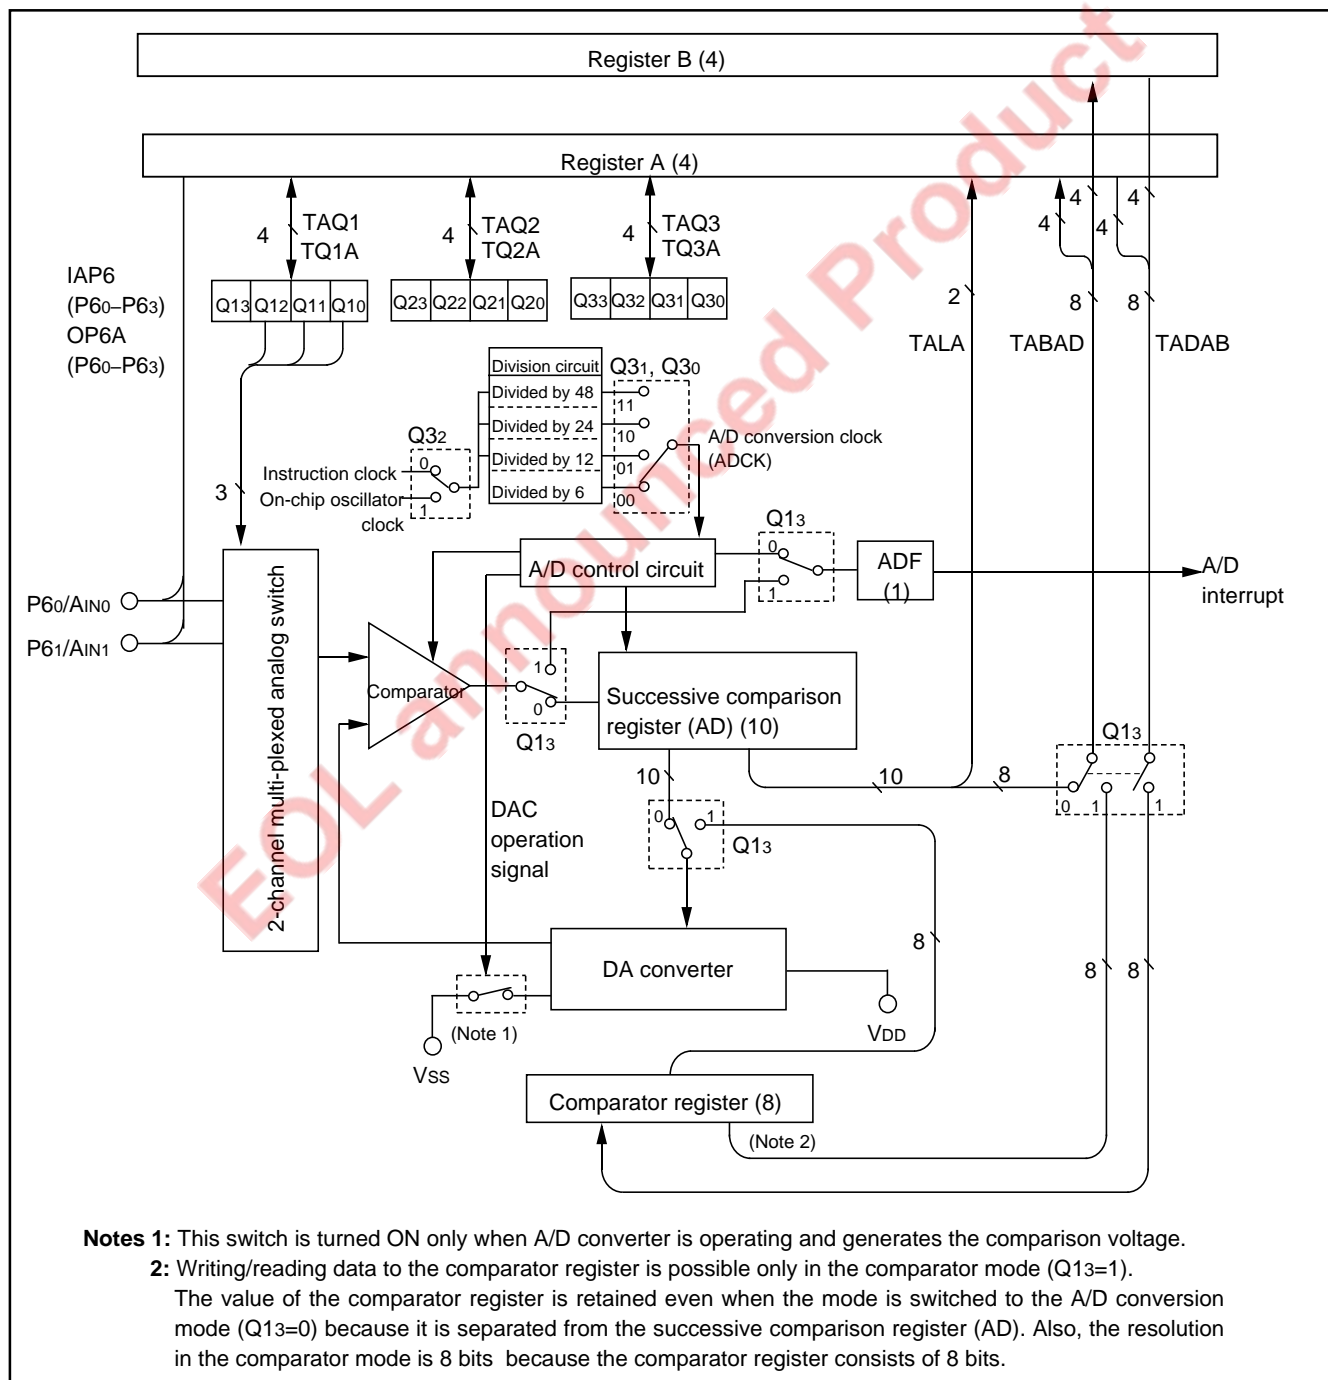 Register B (4)
Register A (4)
4
TAQ1
TQ1A
4
TAQ2
TQ2A
4
TAQ3
TQ3A
4
4
4
4
IAP6
(P60–P63)
OP6A
(P60–P63)
Q13 Q12 Q11 Q10
Q23 Q22 Q21 Q20
Q33 Q32 Q31 Q30
2
8
8
TALA
TABAD
TADAB
Division circuit
Divided by 48
Divided by 24
Divided by 12
Divided by 6
Q31, Q30
11
10
01
00
A/D conversion clock
(ADCK)
Q32
0
1
Instruction clock
On-chip oscillator
clock
3
A/D control circuit
Q13
0
1
ADF
(1)
A/D
interrupt
P60/AIN0
P61/AIN1
2-channel multi-plexed analog switch
Comparator
1
0
Q13
Successive comparison
register (AD) (10)
10
10
8
Q13
0
1
1
DAC
operation
signal
0
1
Q13
DA converter
8
8
8
(Note 1)
VSS
VDD
Comparator register (8)
(Note 2)
EOL announced Product
Notes 1: This switch is turned ON only when A/D converter is operating and generates the comparison voltage.
2: Writing/reading data to the comparator register is possible only in the comparator mode (Q13=1).
The value of the comparator register is retained even when the mode is switched to the A/D conversion
mode (Q13=0) because it is separated from the successive comparison register (AD). Also, the resolution
in the comparator mode is 8 bits because the comparator register consists of 8 bits.